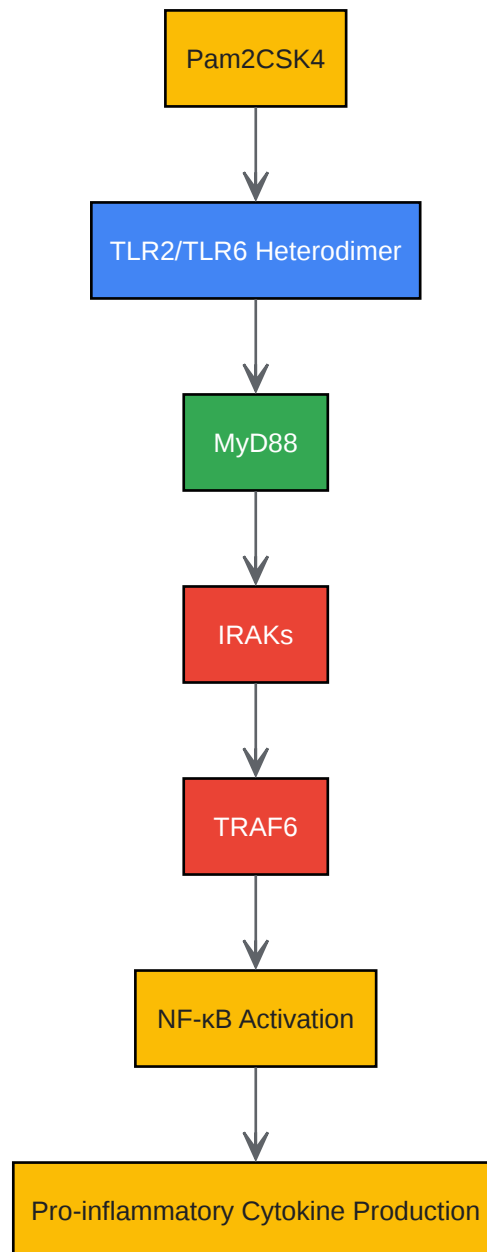 Pam2CSK4
TLR2/TLR6 Heterodimer
MyD88
IRAKs
TRAF6
NF-κB Activation
Pro-inflammatory Cytokine Production